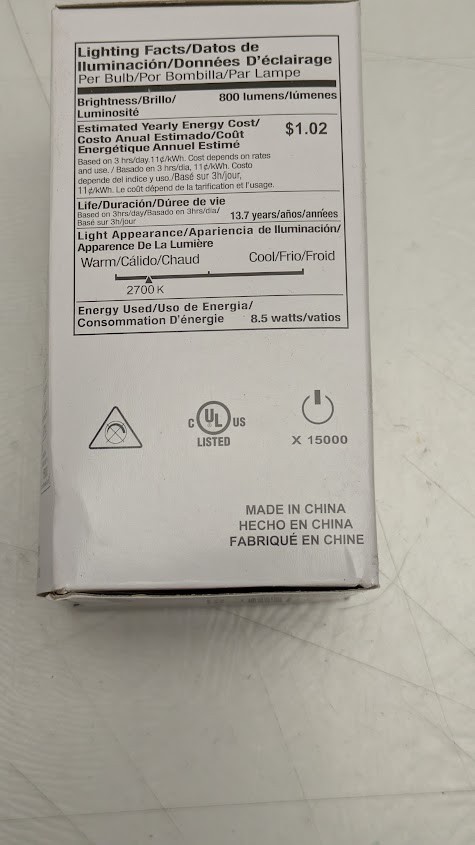 Lighting Facts/Datos de
Iluminación/Données D'éclairage
Per Bulb/Por Bombilla/Par Lampe
Brightness/Brillo/ 800 lumens/lúmenes
Luminosité
Estimated Yearly Energy Cost/
Costo Anual Estimado/Coût $1.02
Energétique Annuel Estimé
Based on 3 hrs/day,11¢/kWh. Cost depends on rates
and use. / Basado en 3 hrs/dia, 11¢/kWh. Costo
depende del indice y uso./Basé sur 3h/jour,
11¢/kWh. Le coût dépend de la tarification et l'usage.
Life/Duración/Dúree de vie
Based on 3hrs/day/Basado en 3hrs/dia/ 13.7 years/años/années
Basé sur 3h/jour
Light Appearance/Apariencia de Iluminación/
Apparence De La Lumière
Warm/Cálido/Chaud Cool/Frio/Froid
2700 K
Energy Used/Uso de Energia/
Consommation D'énergie 8.5 watts/vatios
C UL US
LISTED
X 15000
MADE IN CHINA
HECHO EN CHINA
FABRIQUÉ EN CHINE